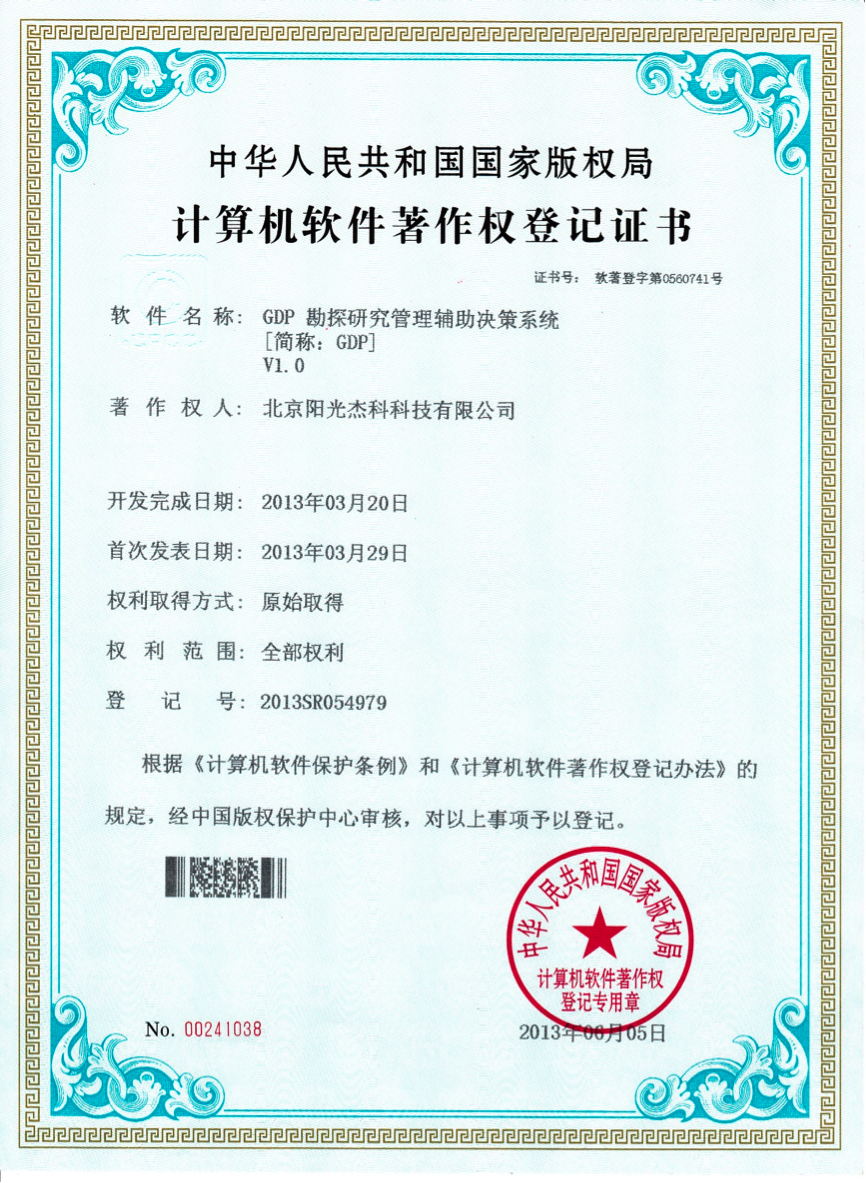 中华人民共和国国家版权局
计算机软件著作权登记证书
证书号： 软著登字第0560741号
软件名称： GDP 勘探研究管理辅助决策系统
[简称：GDP]
V1.0
著作权人： 北京阳光杰科科技有限公司
开发完成日期： 2013年03月20日
首次发表日期： 2013年03月29日
权利取得方式： 原始取得
权利范围： 全部权利
登记号： 2013SR054979
根据《计算机软件保护条例》和《计算机软件著作权登记办法》的
规定，经中国版权保护中心审核，对以上事项予以登记。
中华人民共和国国家版权局
计算机软件著作权
登记专用章
No. 00241038
2013年06月05日